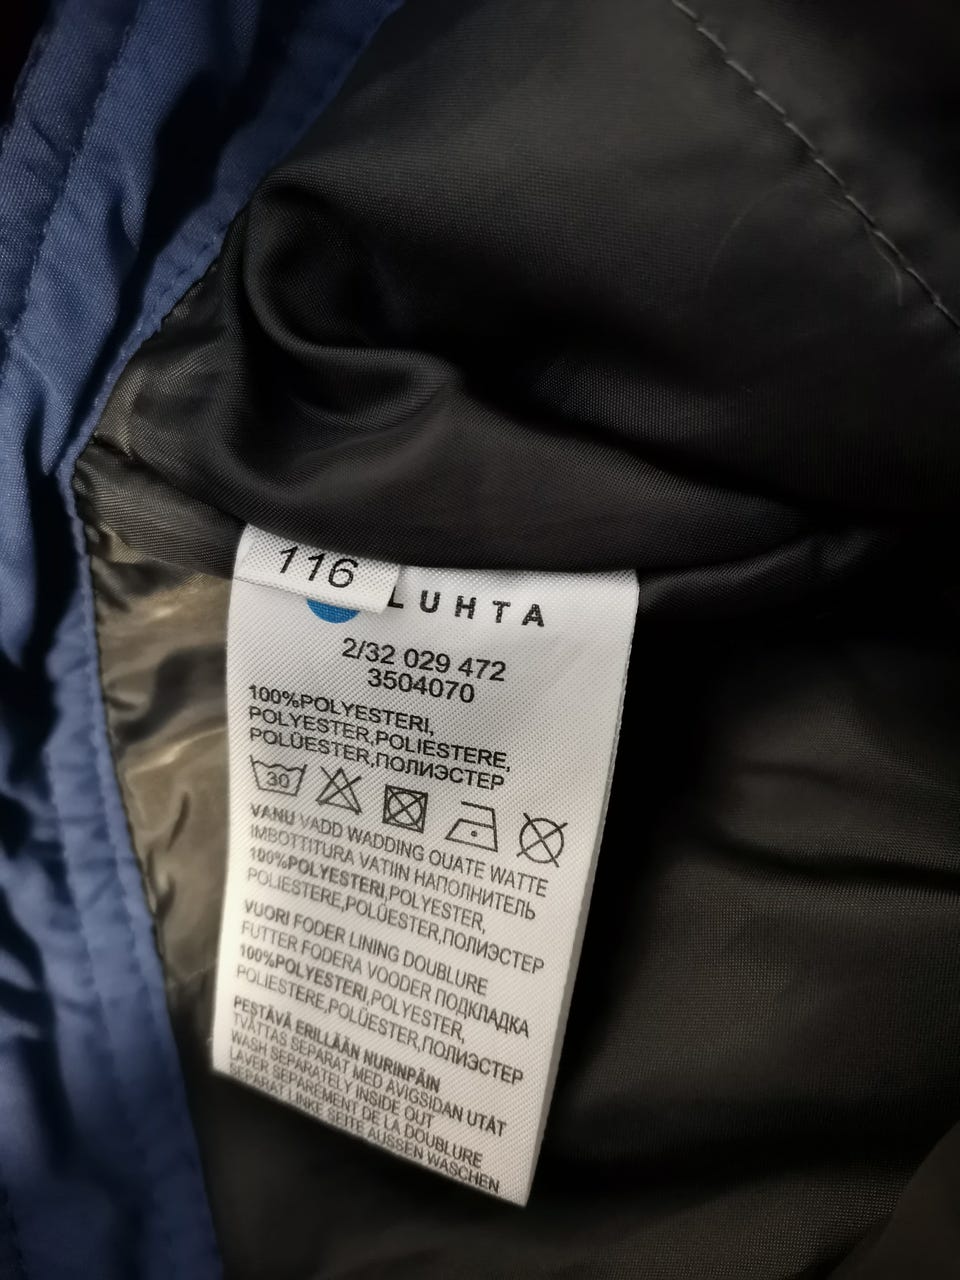 116
LUHTA
2/32 029 472
3504070
100%POLYESTERI,
POLYESTER,POLIESTERE,
POLÜESTER,ПОЛИЭСТЕР
30
VANU VADD WADDING OUATE WATTE
IMBOTTITURA VATIIN НАПОЛНИТЕЛЬ
100%POLYESTERI,POLYESTER,
POLIESTERE,POLÜESTER,ПОЛИЭСТЕР
VUORI FODER LINING DOUBLURE
FUTTER FODERA VOODER ПОДКЛАДКА
100%POLYESTERI,POLYESTER,
POLIESTERE,POLÜESTER,ПОЛИЭСТЕР
PESTÄVÄ ERILLÄÄN NURINPÄIN
TVÄTTAS SEPARAT MED AVIGSIDAN UTÅT
WASH SEPARATELY INSIDE OUT
LAVER SEPARÉMENT DE LA DOUBLURE
SEPARAT LINKE SEITE AUSSEN WASCHEN